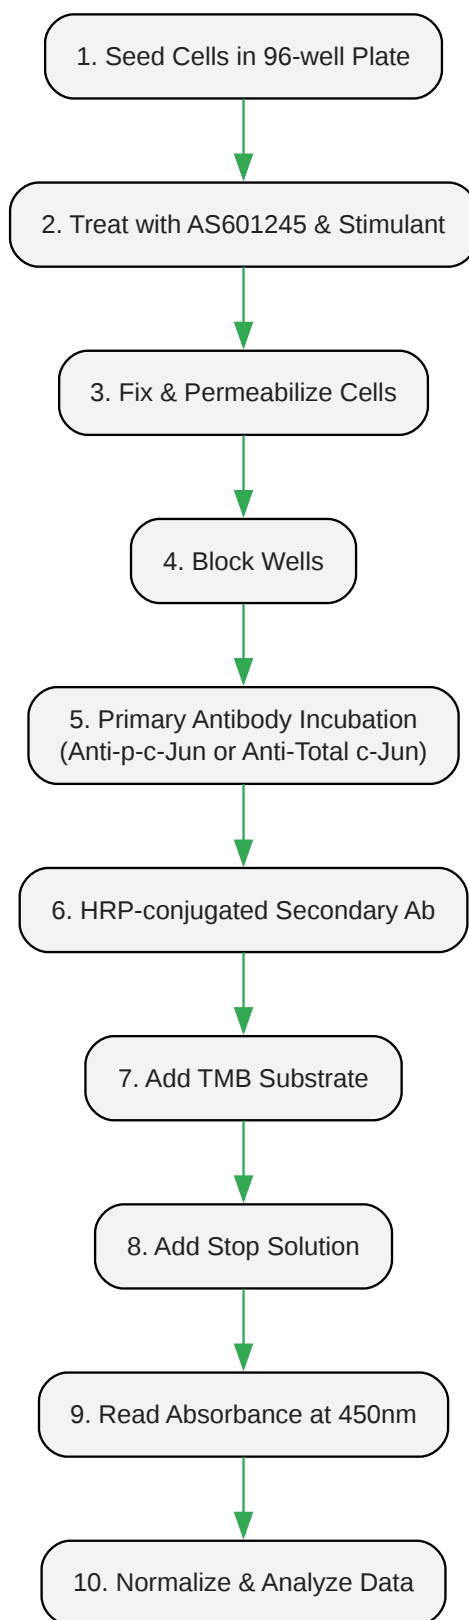 1. Seed Cells in 96-well Plate
2. Treat with AS601245 & Stimulant
3. Fix & Permeabilize Cells
4. Block Wells
5. Primary Antibody Incubation
(Anti-p-c-Jun or Anti-Total c-Jun)
6. HRP-conjugated Secondary Ab
7. Add TMB Substrate
8. Add Stop Solution
9. Read Absorbance at 450nm
10. Normalize & Analyze Data